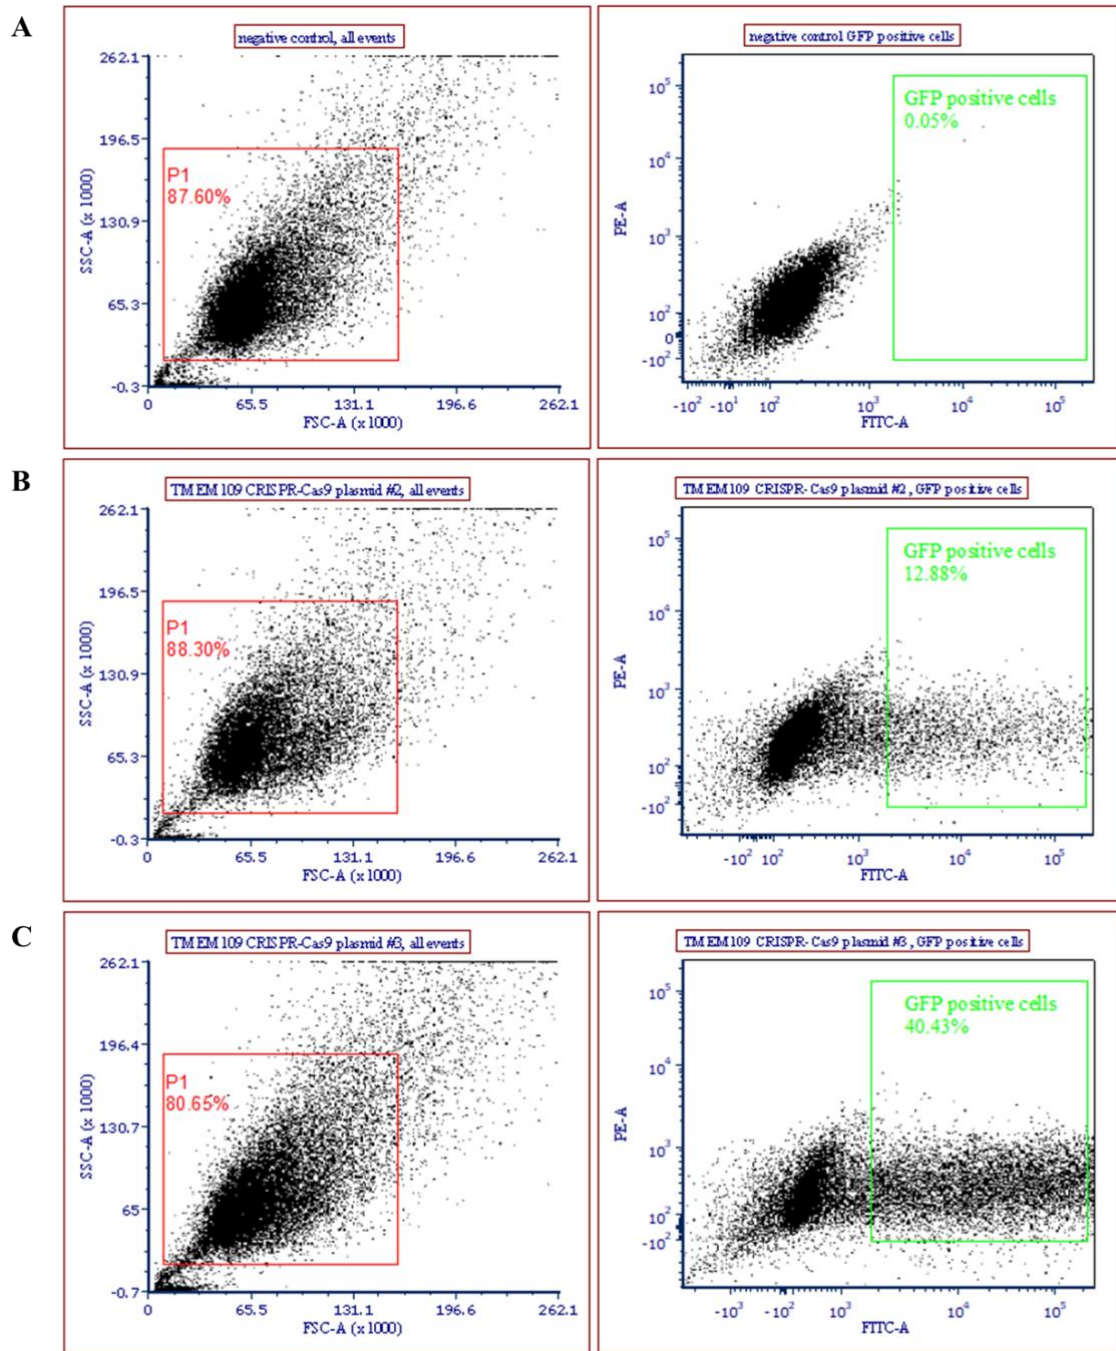 A
negative control, all events
262.1
196.5
130.9
65.3
-0.3
SSC-A (x 1000)
P1
87.60%
0
65.5
131.1
196.6
262.1
FSC-A (x 1000)
negative control GFP positive cells
GFP positive cells
0.05%
10^5
10^4
10^3
10^2
0
-10^2
PE-A
-10^2 -10^1 10^2 10^3 10^4 10^5
FITC-A
B
TMEM109 CRISPR-Cas9 plasmid #2, all events
262.1
196.5
130.9
65.3
-0.3
SSC-A (x 1000)
P1
88.30%
0
65.5
131.1
196.6
262.1
FSC-A (x 1000)
TMEM109 CRISPR-Cas9 plasmid #2, GFP positive cells
GFP positive cells
12.88%
10^5
10^4
10^3
10^2
-10^2
PE-A
-10^2 10^2 10^3 10^4 10^5
FITC-A
C
TMEM109 CRISPR-Cas9 plasmid #3, all events
262.1
196.4
130.7
65
-0.7
SSC-A (x 1000)
P1
80.65%
0
65.5
131.1
196.6
262.1
FSC-A (x 1000)
TMEM109 CRISPR-Cas9 plasmid #3, GFP positive cells
GFP positive cells
40.43%
10^5
10^4
10^3
10^2
-10^2
PE-A
-10^3 -10^2 10^3 10^4 10^5
FITC-A